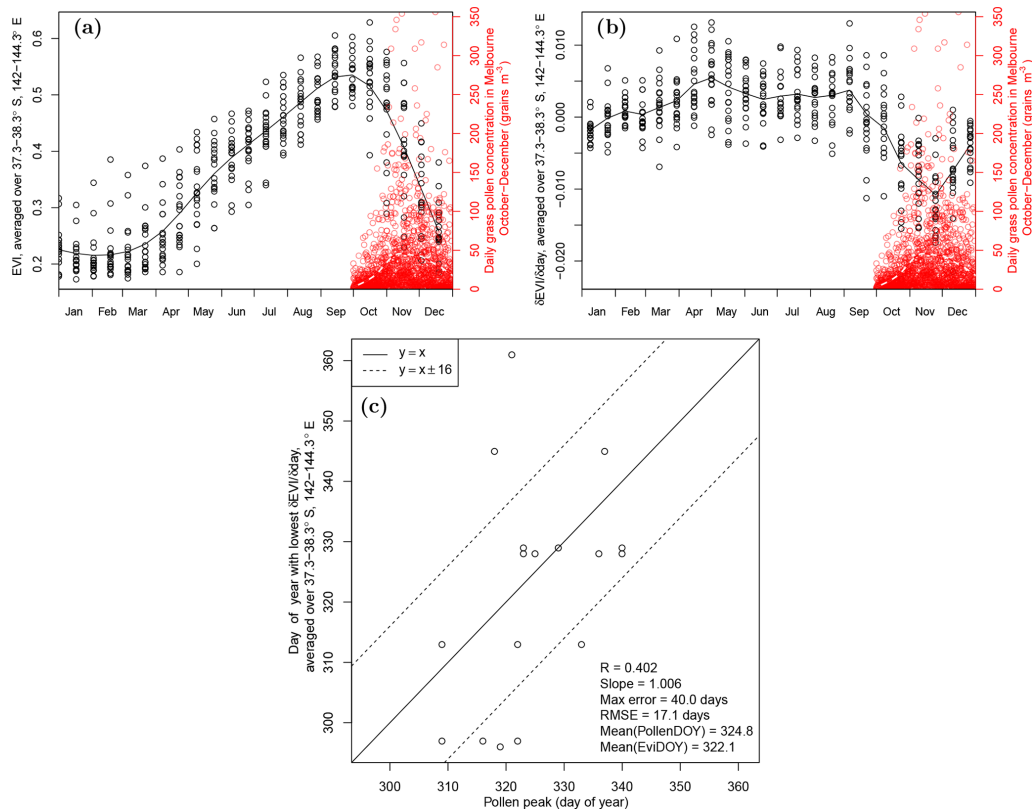 (a)
EVI, averaged over 37.3−38.3° S, 142−144.3° E
0.6
0.5
0.4
0.3
0.2
Jan Feb Mar Apr May Jun Jul Aug Sep Oct Nov Dec
350
300
250
200
150
100
50
0
Daily grass pollen concentration in Melbourne
October−December (grains m⁻³)
(b)
δEVI/δday, averaged over 37.3−38.3° S, 142−144.3° E
0.010
0.000
−0.010
−0.020
Jan Feb Mar Apr May Jun Jul Aug Sep Oct Nov Dec
350
300
250
200
150
100
50
0
Daily grass pollen concentration in Melbourne
October−December (grains m⁻³)
y = x
y = x ± 16
(c)
Day of year with lowest δEVI/δday,
averaged over 37.3−38.3° S, 142−144.3° E
360
350
340
330
320
310
300
R = 0.402
Slope = 1.006
Max error = 40.0 days
RMSE = 17.1 days
Mean(PollenDOY) = 324.8
Mean(EviDOY) = 322.1
300 310 320 330 340 350 360
Pollen peak (day of year)